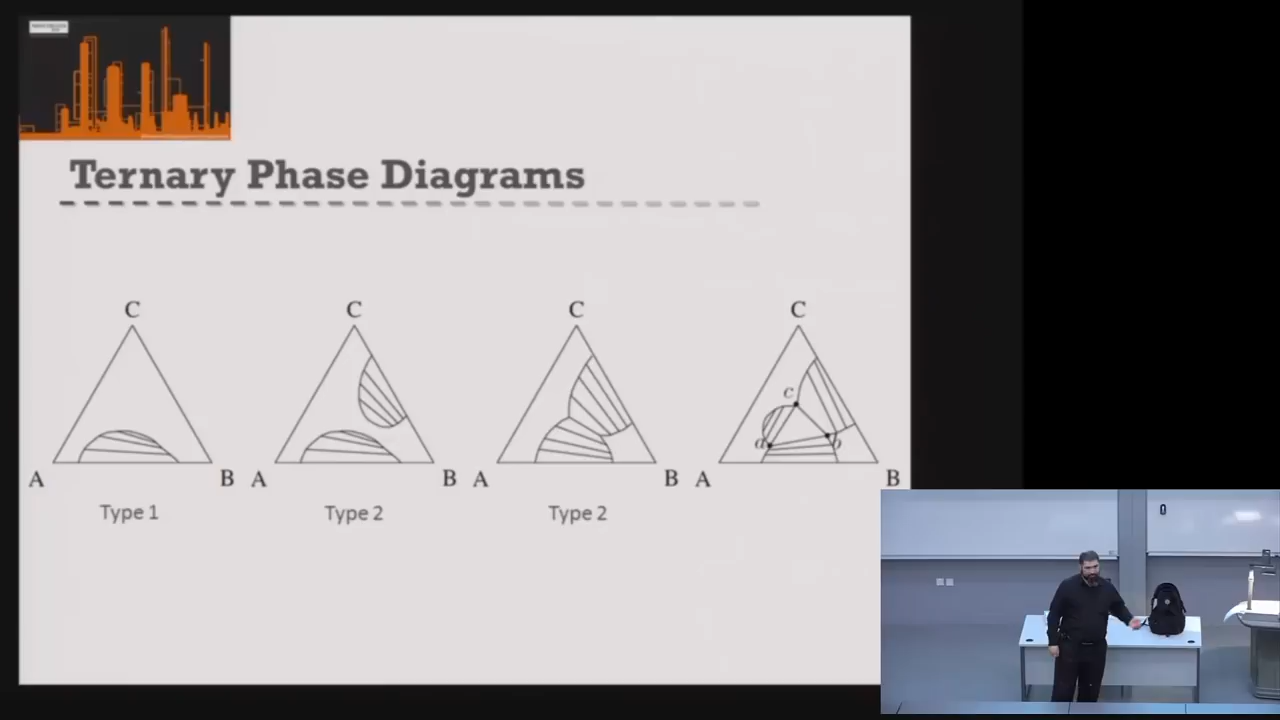 Ternary Phase Diagrams
C C C C
c
a b
A B A B A B A B
Type 1 Type 2 Type 2